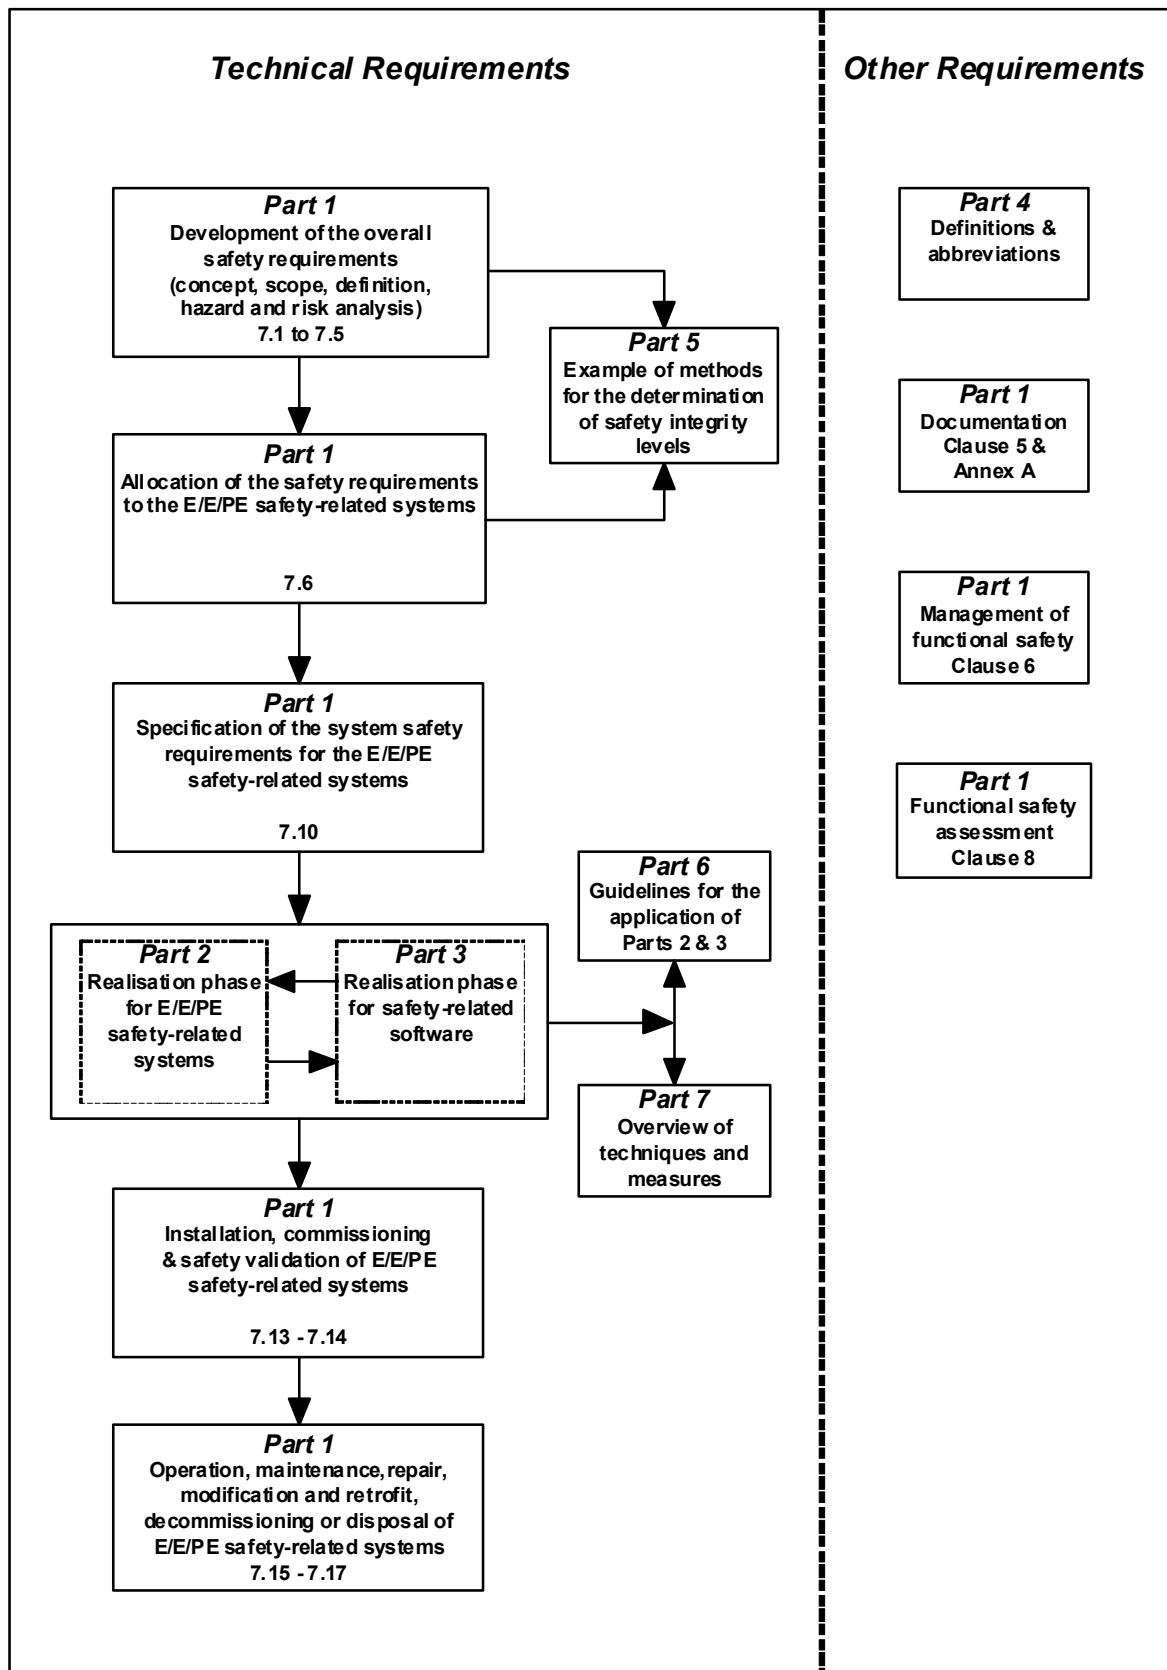 Technical Requirements
Other Requirements
Part 1
Development of the overall
safety requirements
(concept, scope, definition,
hazard and risk analysis)
7.1 to 7.5
Part 5
Example of methods
for the determination
of safety integrity
levels
Part 1
Allocation of the safety requirements
to the E/E/PE safety-related systems
7.6
Part 1
Specification of the system safety
requirements for the E/E/PE
safety-related systems
7.10
Part 6
Guidelines for the
application of
Parts 2 & 3
Part 2
Realisation phase
for E/E/PE
safety-related
systems
Part 3
Realisation phase
for safety-related
software
Part 7
Overview of
techniques and
measures
Part 1
Installation, commissioning
& safety validation of E/E/PE
safety-related systems
7.13 - 7.14
Part 1
Operation, maintenance, repair,
modification and retrofit,
decommissioning or disposal of
E/E/PE safety-related systems
7.15 - 7.17
Part 4
Definitions &
abbreviations
Part 1
Documentation
Clause 5 &
Annex A
Part 1
Management of
functional safety
Clause 6
Part 1
Functional safety
assessment
Clause 8